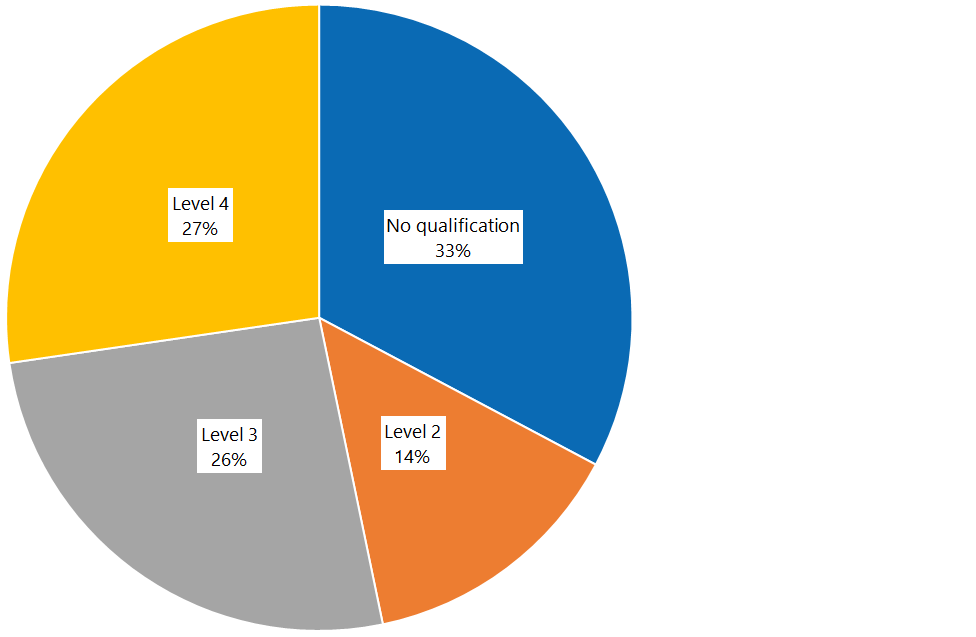 Level 4
27%
No qualification
33%
Level 3
26%
Level 2
14%